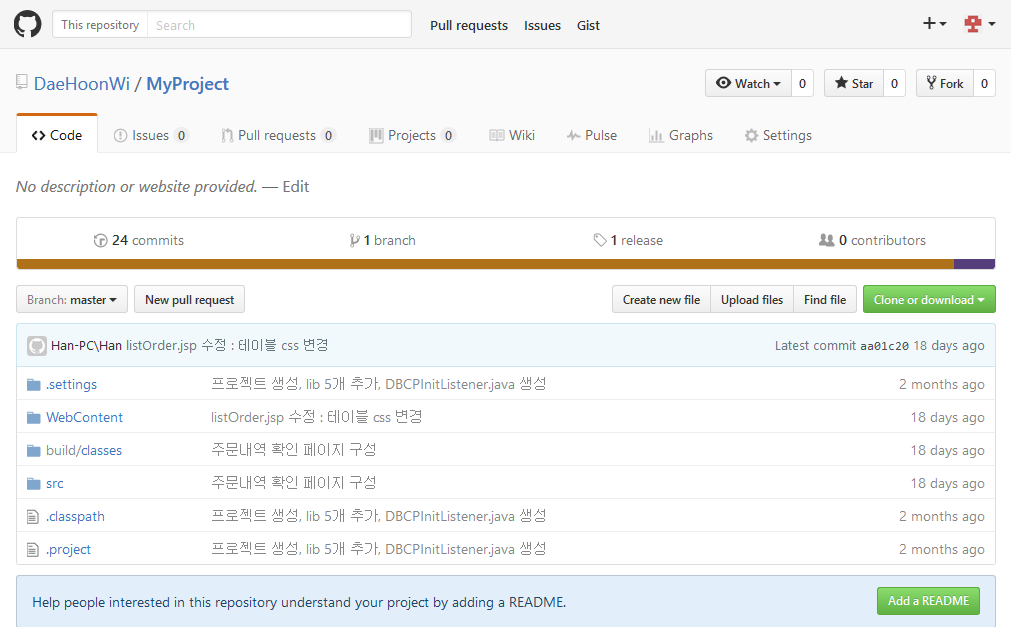 This repository Search Pull requests Issues Gist
DaeHoonWi / MyProject Watch 0 Star 0 Fork 0
Code Issues 0 Pull requests 0 Projects 0 Wiki Pulse Graphs Settings
No description or website provided. — Edit
24 commits 1 branch 1 release 0 contributors
Branch: master New pull request Create new file Upload files Find file Clone or download
Han-PC\Han listOrder.jsp 수정 : 테이블 css 변경 Latest commit aa01c20 18 days ago
.settings 프로젝트 생성, lib 5개 추가, DBCPInitListener.java 생성 2 months ago
WebContent listOrder.jsp 수정 : 테이블 css 변경 18 days ago
build/classes 주문내역 확인 페이지 구성 18 days ago
src 주문내역 확인 페이지 구성 18 days ago
.classpath 프로젝트 생성, lib 5개 추가, DBCPInitListener.java 생성 2 months ago
.project 프로젝트 생성, lib 5개 추가, DBCPInitListener.java 생성 2 months ago
Help people interested in this repository understand your project by adding a README. Add a README